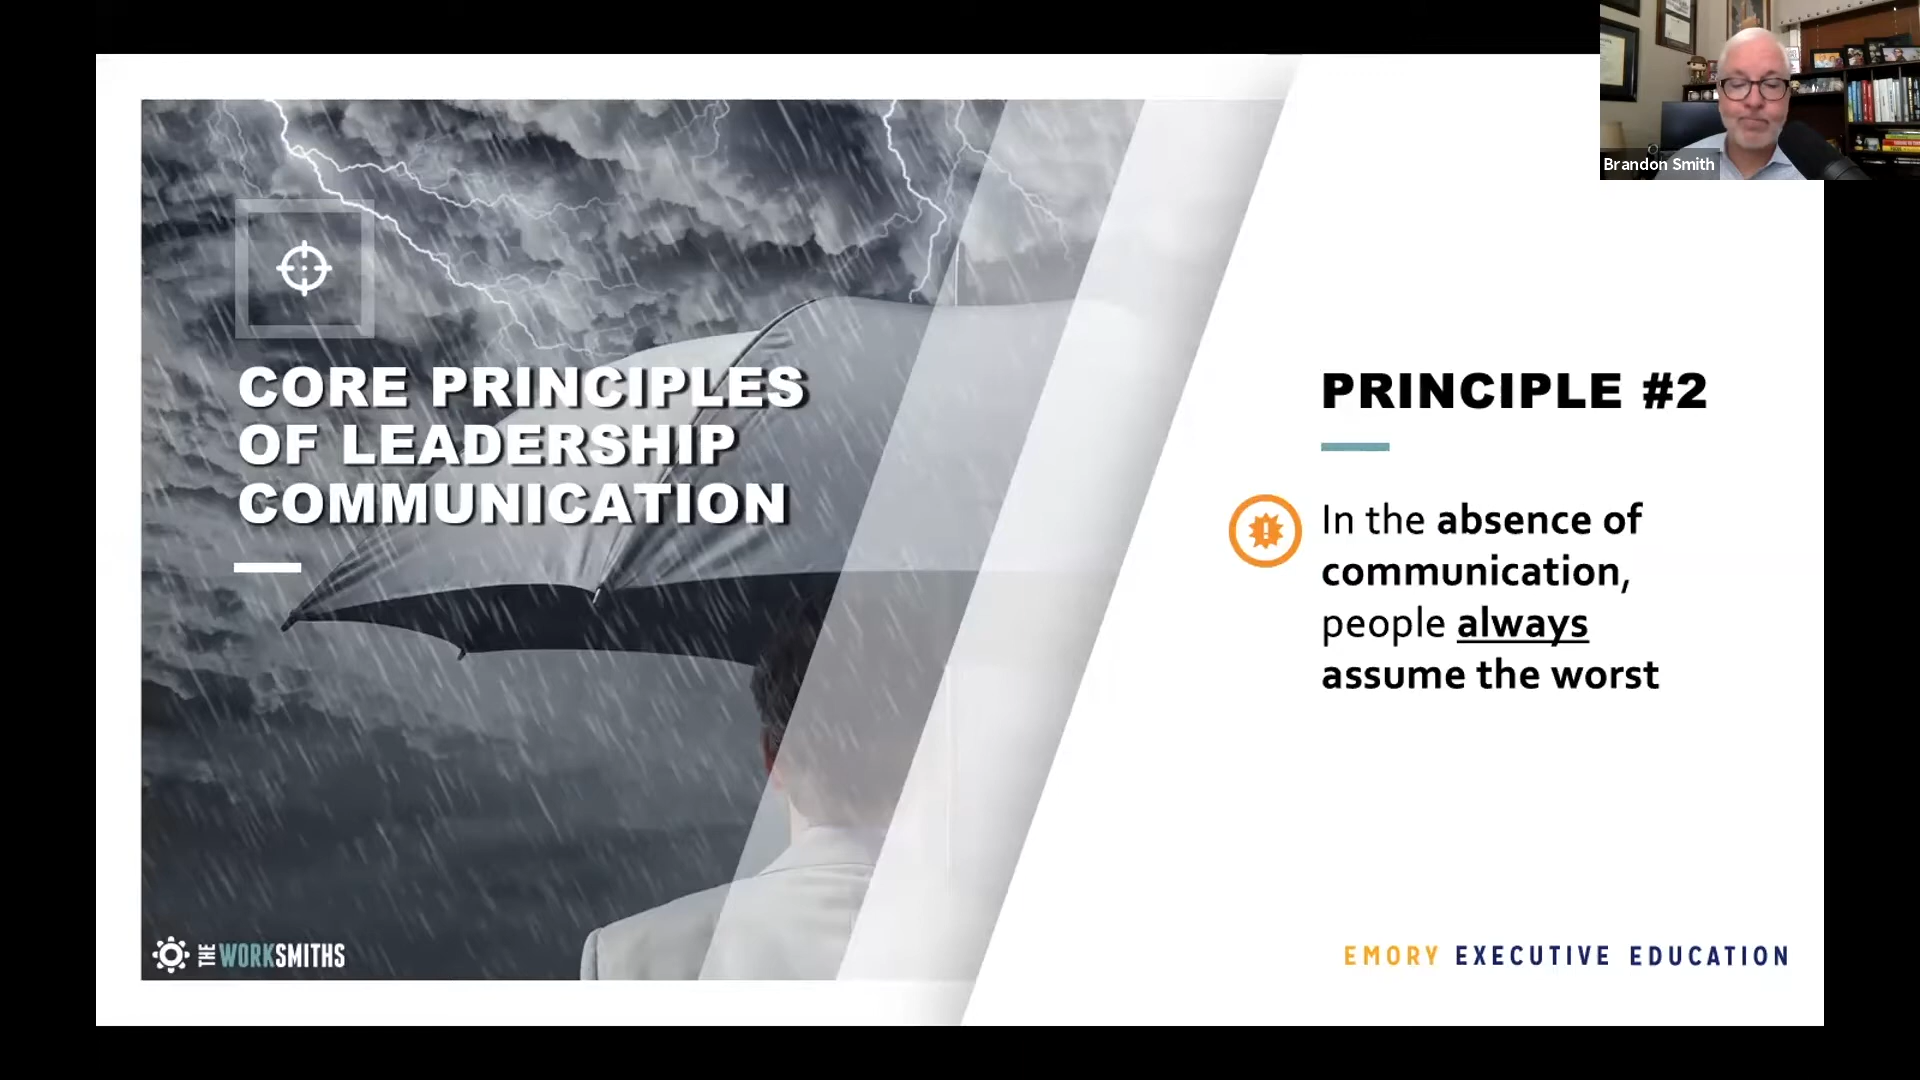 CORE PRINCIPLES
OF LEADERSHIP
COMMUNICATION
PRINCIPLE #2
In the absence of
communication,
people always
assume the worst
THE WORKSMITHS
EMORY EXECUTIVE EDUCATION
Brandon Smith